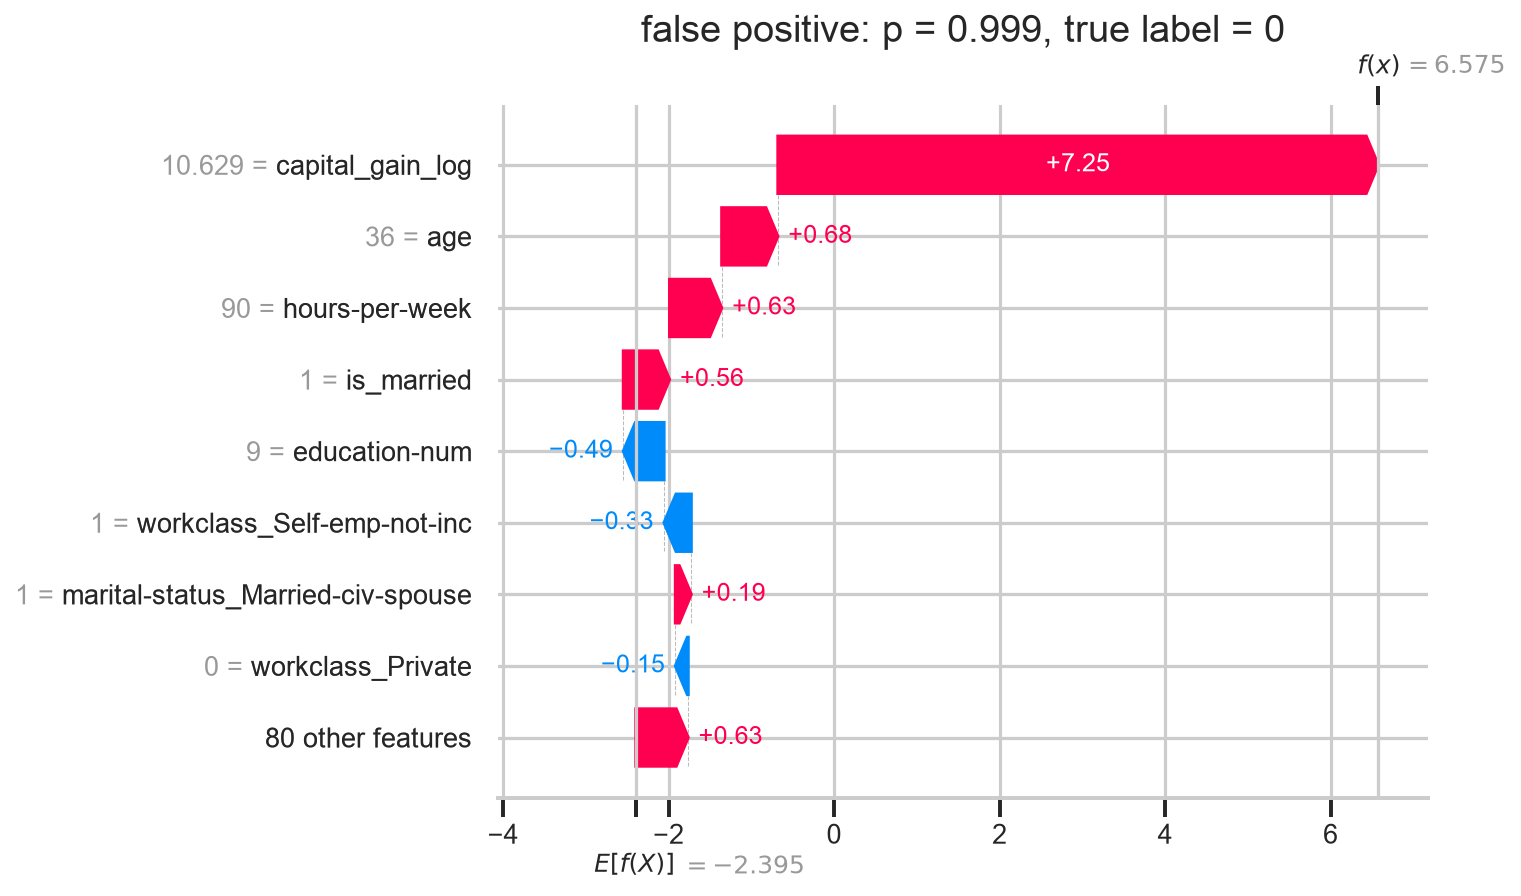 false positive: p = 0.999, true label = 0
f(x) = 6.575
10.629 = capital_gain_log +7.25
36 = age +0.68
90 = hours-per-week +0.63
1 = is_married +0.56
9 = education-num −0.49
1 = workclass_Self-emp-not-inc −0.33
1 = marital-status_Married-civ-spouse +0.19
0 = workclass_Private −0.15
80 other features +0.63
−4 −2 0 2 4 6
E[f(X)] = −2.395